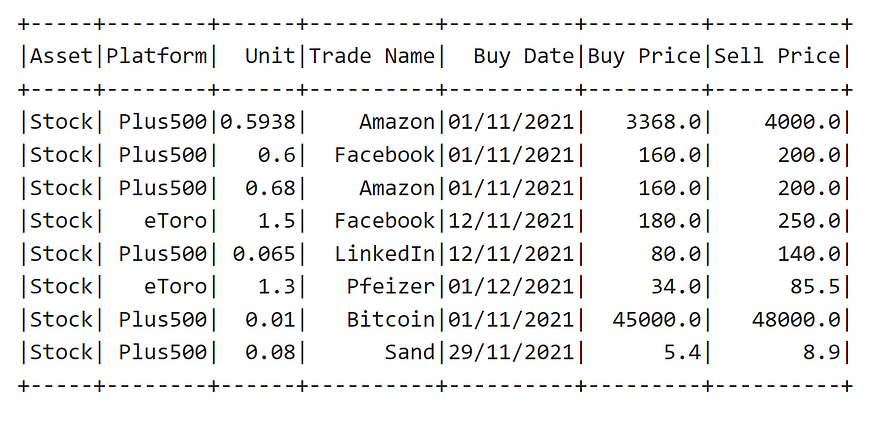 +-----+--------+------+----------+----------+---------+----------+
|Asset|Platform|  Unit|Trade Name|  Buy Date|Buy Price|Sell Price|
+-----+--------+------+----------+----------+---------+----------+
|Stock| Plus500|0.5938|    Amazon|01/11/2021|   3368.0|    4000.0|
|Stock| Plus500|   0.6|  Facebook|01/11/2021|    160.0|     200.0|
|Stock| Plus500|  0.68|    Amazon|01/11/2021|    160.0|     200.0|
|Stock|   eToro|   1.5|  Facebook|12/11/2021|    180.0|     250.0|
|Stock| Plus500| 0.065|  LinkedIn|12/11/2021|     80.0|     140.0|
|Stock|   eToro|   1.3|   Pfeizer|01/12/2021|     34.0|      85.5|
|Stock| Plus500|  0.01|   Bitcoin|01/11/2021|  45000.0|   48000.0|
|Stock| Plus500|  0.08|      Sand|29/11/2021|      5.4|       8.9|
+-----+--------+------+----------+----------+---------+----------+